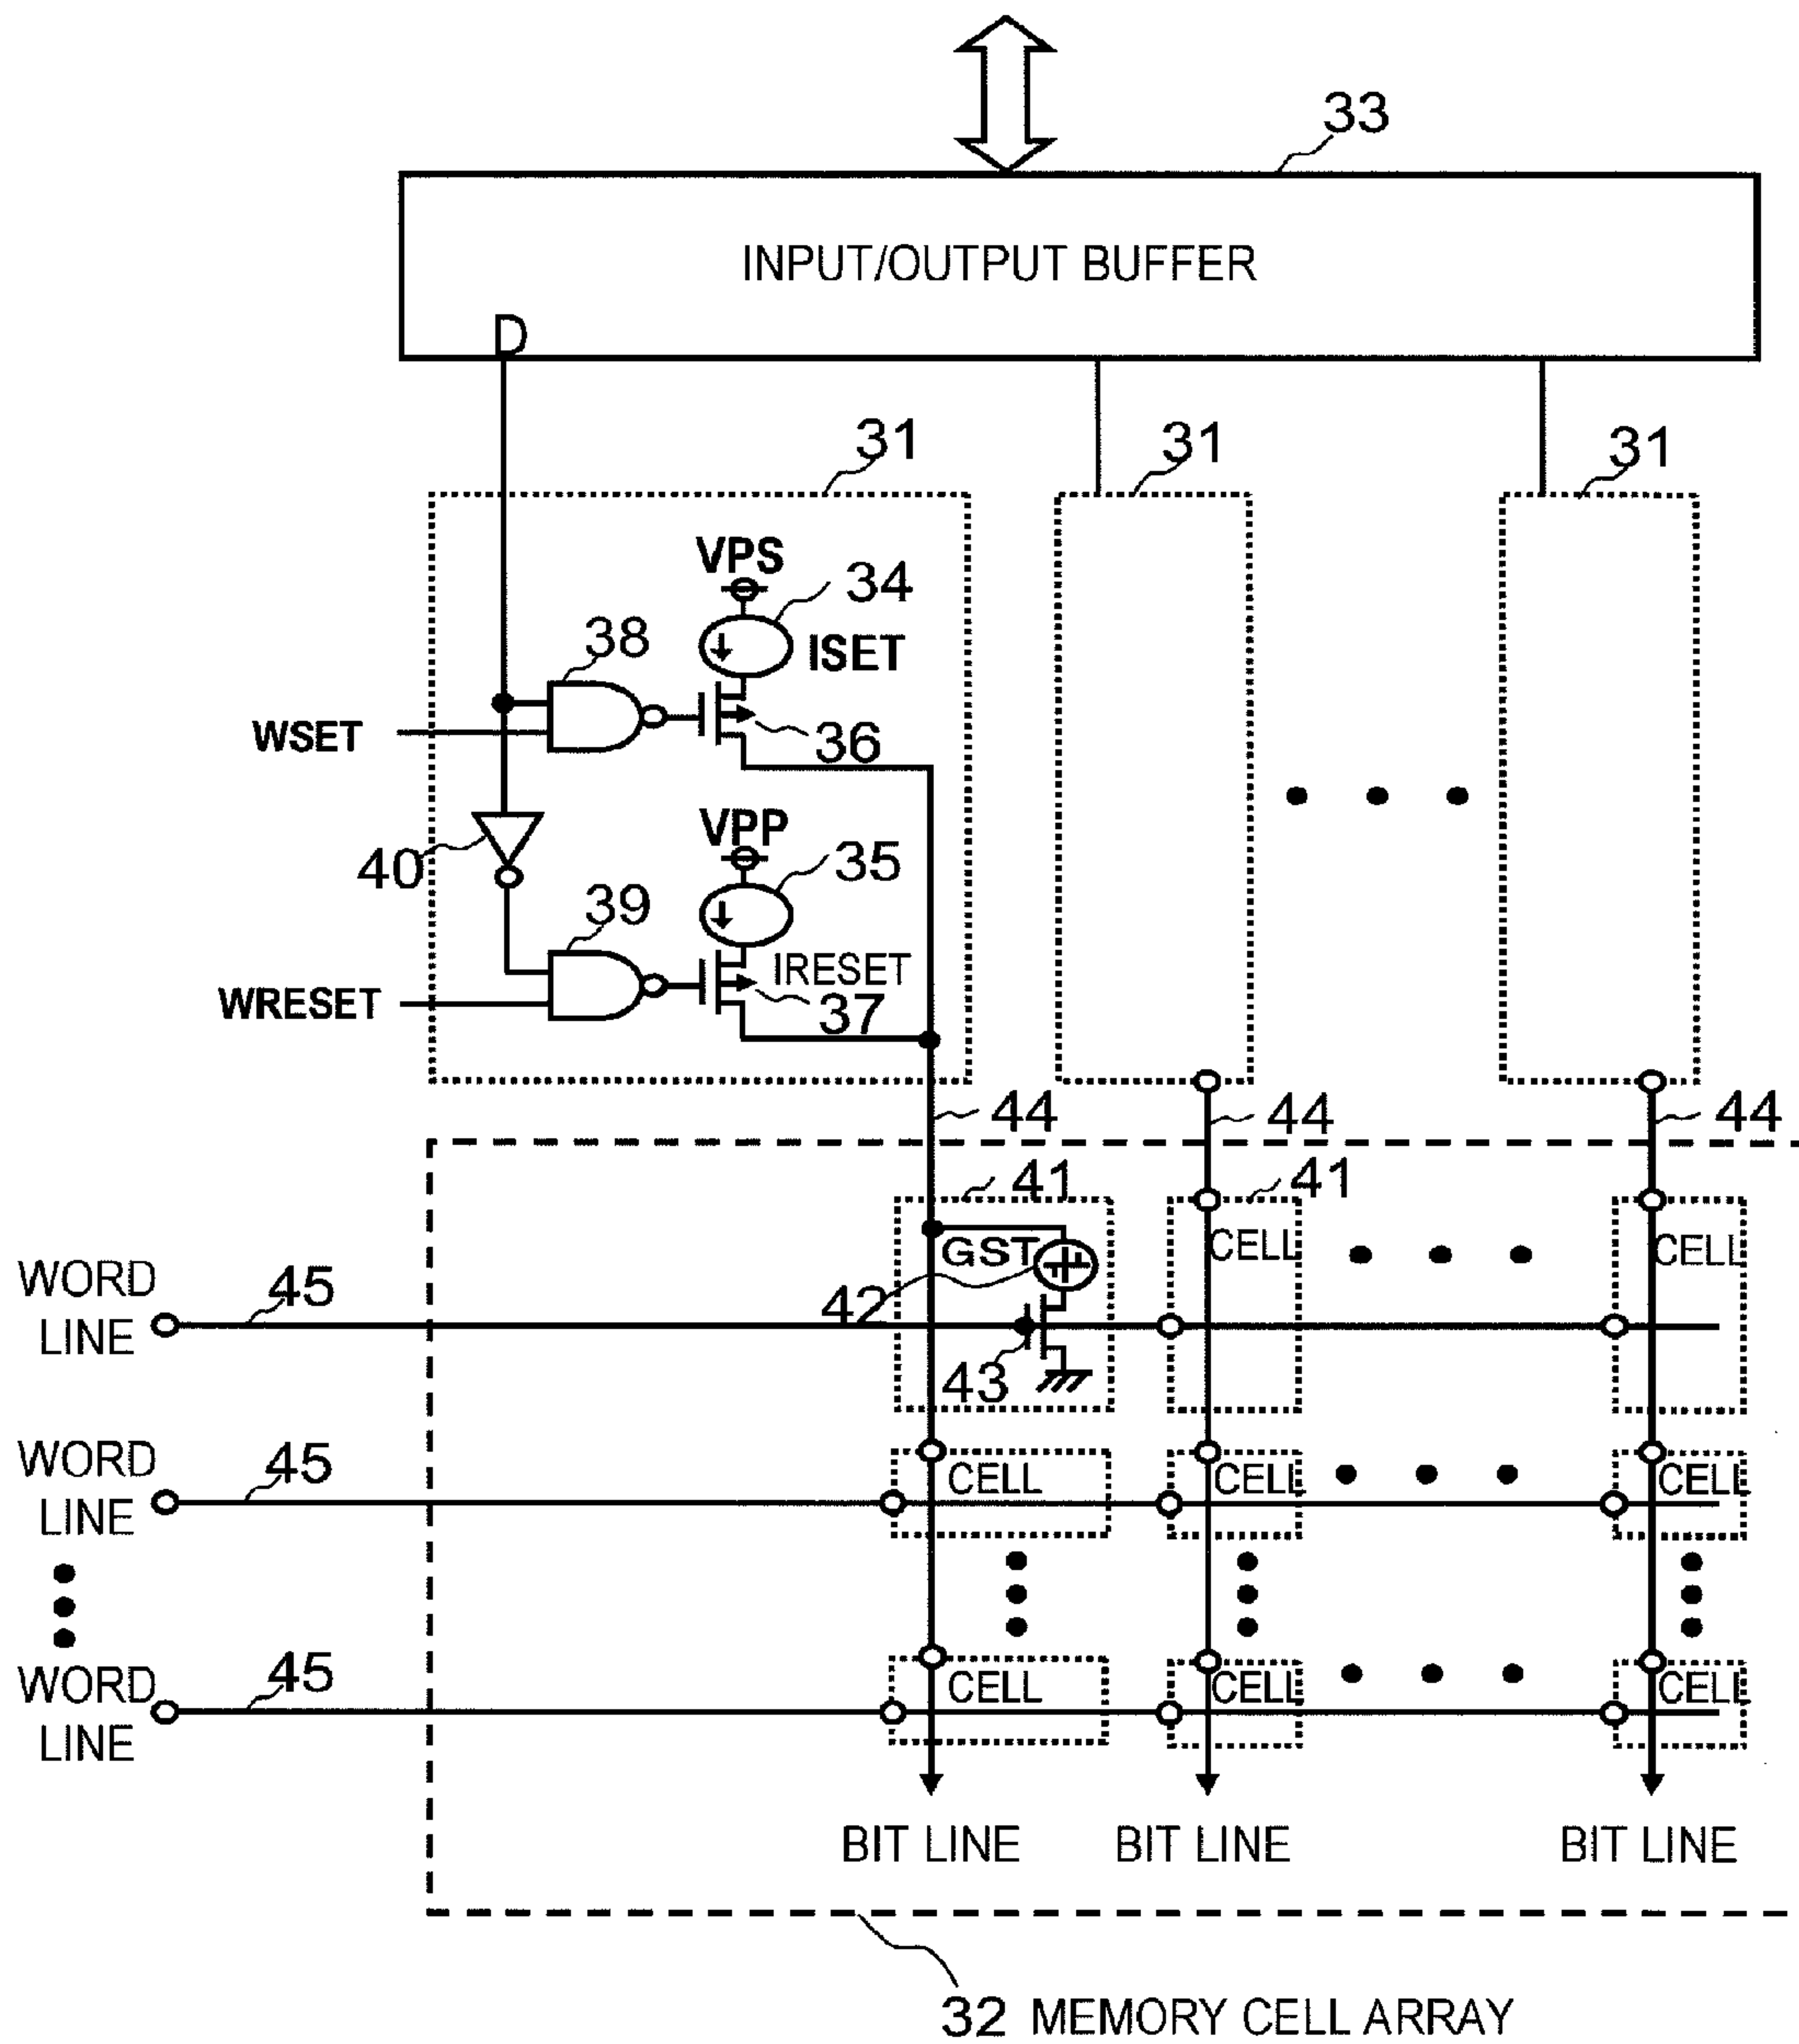 33
INPUT/OUTPUT BUFFER
D
31
31
31
VPS
34
38
ISET
WSET
36
VPP
40
35
39
IRESET
WRESET
37
44
44
44
41
41
GST
CELL
CELL
WORD
LINE
45
42
43
WORD
LINE
45
CELL
CELL
CELL
WORD
LINE
45
CELL
CELL
CELL
BIT LINE
BIT LINE
BIT LINE
32 MEMORY CELL ARRAY